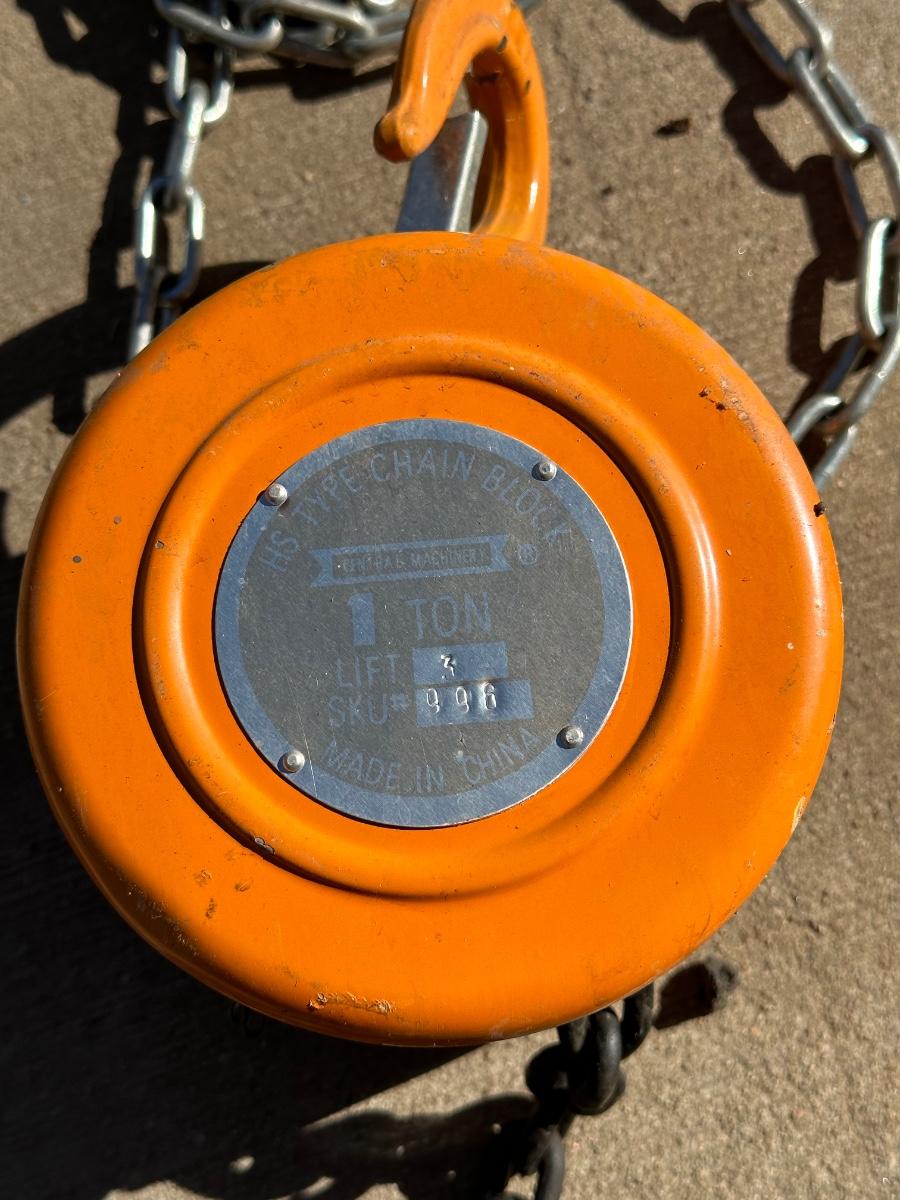 HS TYPE CHAIN BLOCK
CENTRAL MACHINERY ®
1 TON
LIFT 3
SKU# 996
MADE IN CHINA